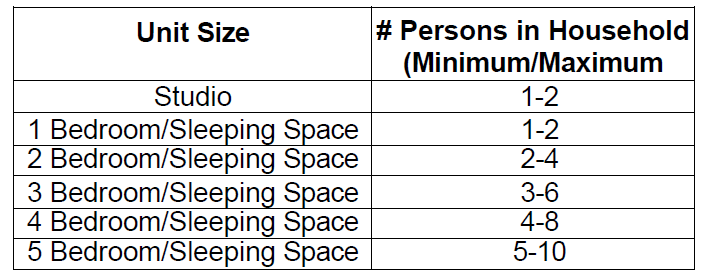 Unit Size # Persons in Household
(Minimum/Maximum
Studio 1-2
1 Bedroom/Sleeping Space 1-2
2 Bedroom/Sleeping Space 2-4
3 Bedroom/Sleeping Space 3-6
4 Bedroom/Sleeping Space 4-8
5 Bedroom/Sleeping Space 5-10